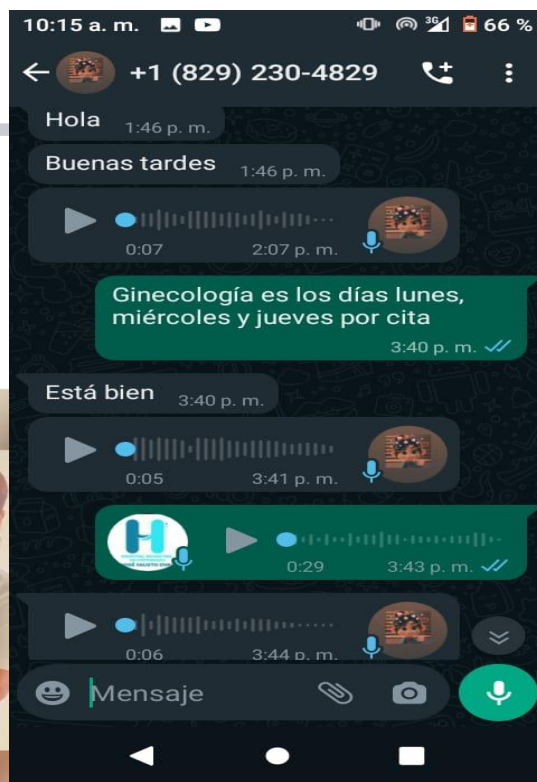 10:15 a. m. 3G 66 %
+1 (829) 230-4829
Hola 1:46 p. m.
Buenas tardes 1:46 p. m.
0:07 2:07 p. m.
Ginecología es los días lunes,
miércoles y jueves por cita
3:40 p. m.
Está bien 3:40 p. m.
0:05 3:41 p. m.
H
0:29 3:43 p. m.
0:06 3:44 p. m.
Mensaje